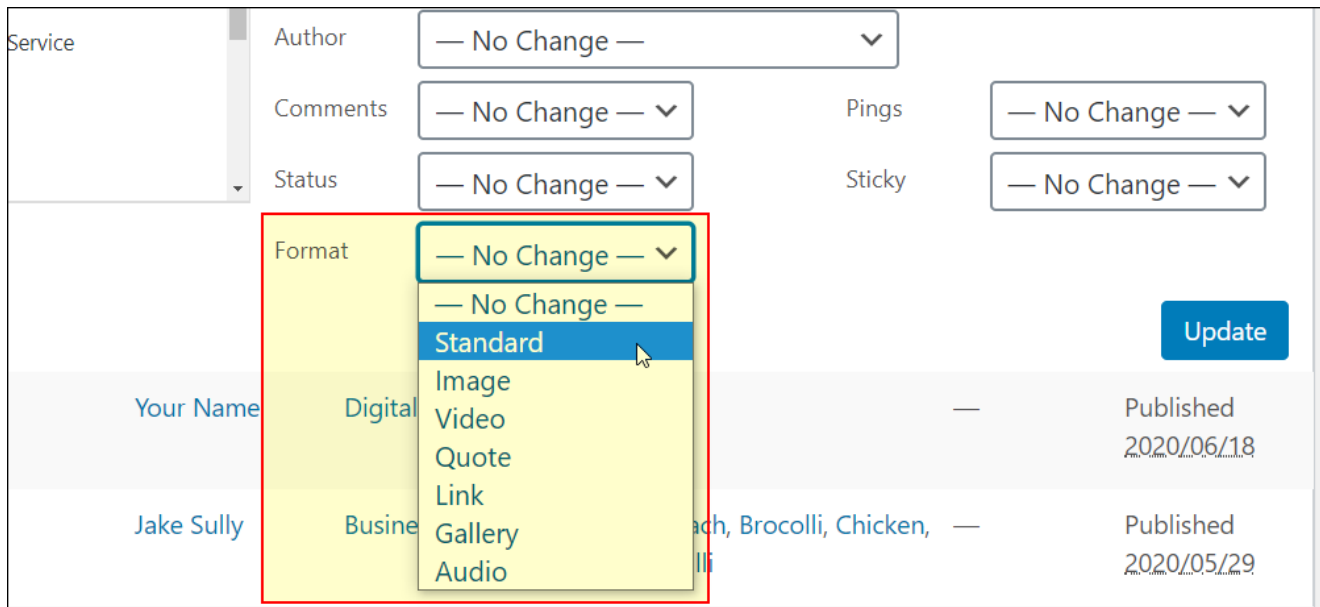 Service
Author — No Change —
Comments — No Change — Pings — No Change —
Status — No Change — Sticky — No Change —
Format — No Change —
— No Change —
Standard
Update
Image
Video
Quote
Link
Gallery
Audio
Your Name Digital — Published
2020/06/18
Jake Sully Busine ach, Brocolli, Chicken, — Published
lli 2020/05/29